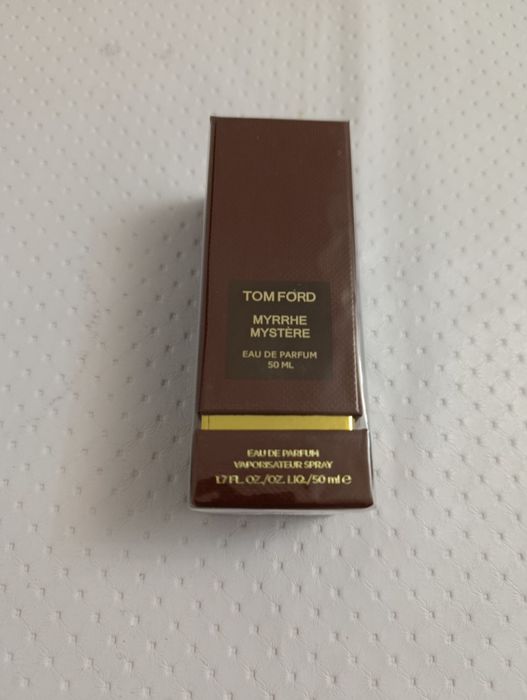 TOM FORD
MYRRHE
MYSTÈRE
EAU DE PARFUM
50 ML
EAU DE PARFUM
VAPORISATEUR SPRAY
1.7 FL. OZ./OZ. LIQ./50 ml ℮